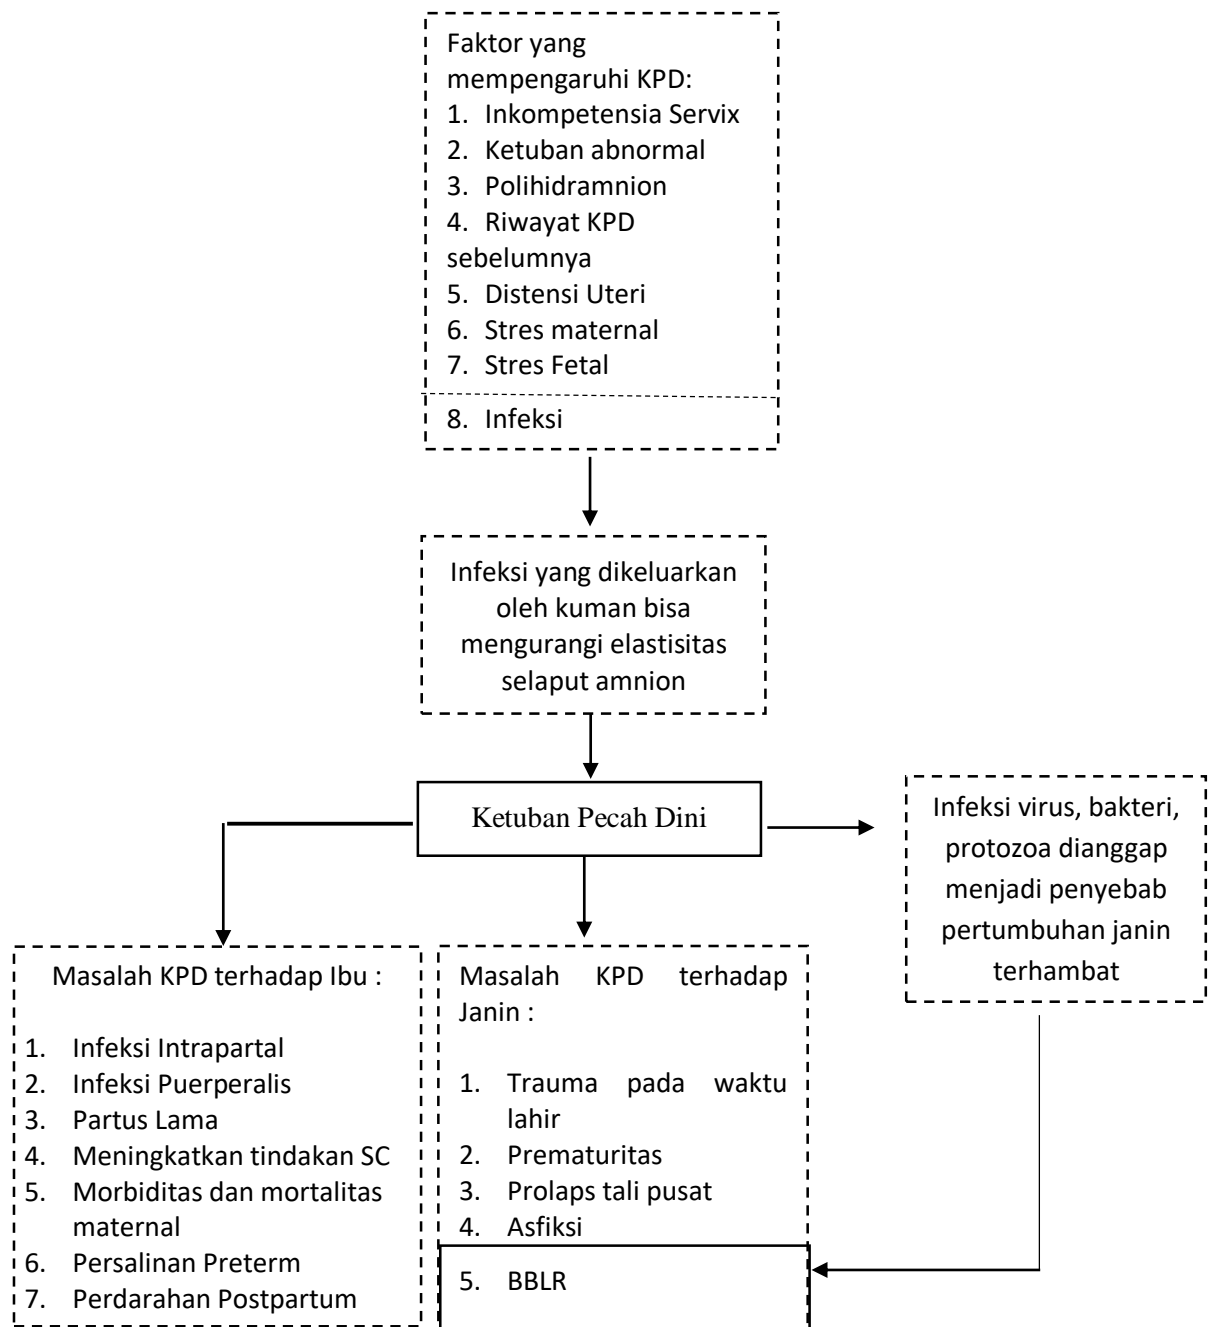 Faktor yang
mempengaruhi KPD:
1. Inkompetensia Servix
2. Ketuban abnormal
3. Polihidramnion
4. Riwayat KPD
sebelumnya
5. Distensi Uteri
6. Stres maternal
7. Stres Fetal
8. Infeksi
Infeksi yang dikeluarkan
oleh kuman bisa
mengurangi elastisitas
selaput amnion
Ketuban Pecah Dini
Infeksi virus, bakteri,
protozoa dianggap
menjadi penyebab
pertumbuhan janin
terhambat
Masalah KPD terhadap Ibu :
1. Infeksi Intrapartal
2. Infeksi Puerperalis
3. Partus Lama
4. Meningkatkan tindakan SC
5. Morbiditas dan mortalitas
maternal
6. Persalinan Preterm
7. Perdarahan Postpartum
Masalah KPD terhadap
Janin :
1. Trauma pada waktu
lahir
2. Prematuritas
3. Prolaps tali pusat
4. Asfiksi
5. BBLR